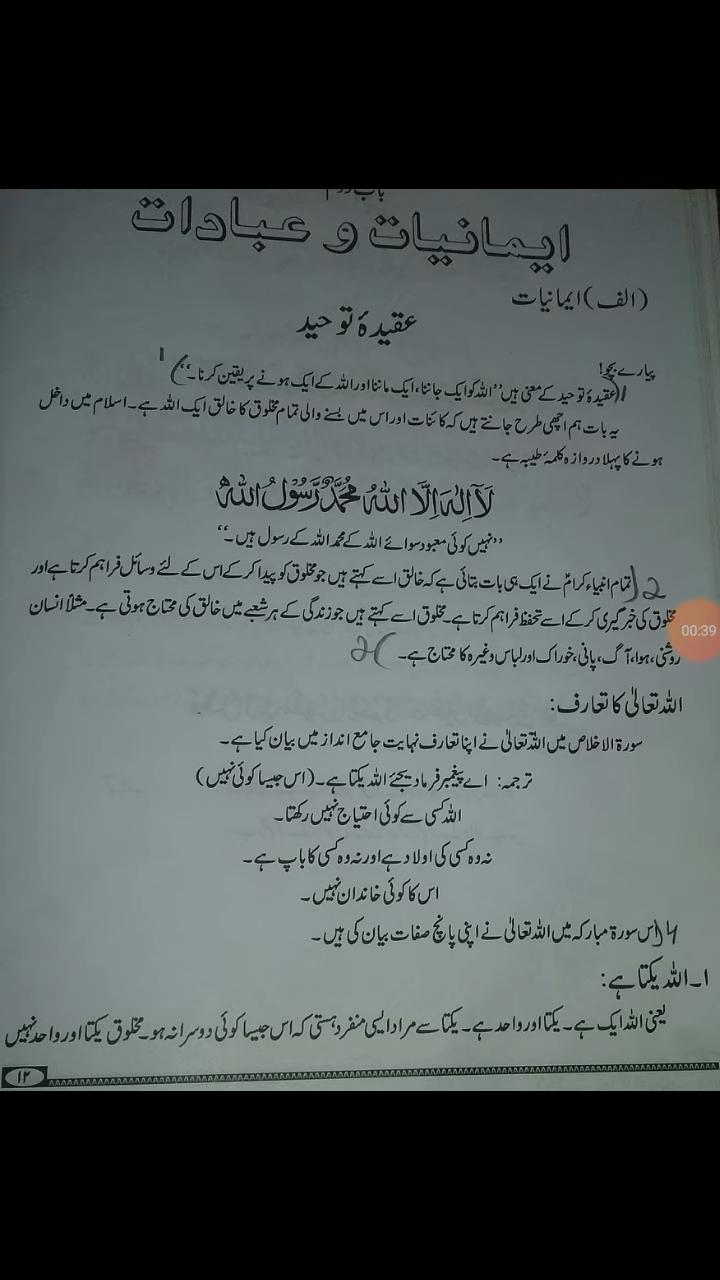 باب دوم
ایمانیات و عبادات
(الف) ایمانیات
عقیدۂ توحید
پیارے بچو!
1) عقیدۂ توحید کے معنی ہیں ’’اللہ کو ایک جاننا، ایک ماننا اور اللہ کے ایک ہونے پر یقین کرنا۔‘‘ (1
یہ بات ہم اچھی طرح جانتے ہیں کہ کائنات اور اس میں بسنے والی تمام مخلوق کا خالق ایک اللہ ہے۔ اسلام میں داخل
ہونے کا پہلا دروازہ کلمۂ طیبہ ہے۔
لَآ اِلٰہَ اِلَّا اللہُ مُحَمَّدٌ رَّسُوْلُ اللہِ
’’نہیں کوئی معبود سوائے اللہ کے محمد اللہ کے رسول ہیں۔‘‘
2) تمام انبیاء کرامؑ نے ایک ہی بات بتائی ہے کہ خالق اسے کہتے ہیں جو مخلوق کو پیدا کر کے اس کے لئے وسائل فراہم کرتا ہے اور
مخلوق کی خبر گیری کر کے اسے تحفظ فراہم کرتا ہے۔ مخلوق اسے کہتے ہیں جو زندگی کے ہر شعبے میں خالق کی محتاج ہوتی ہے۔ مثلاً انسان
روشنی، ہوا، آگ، پانی، خوراک اور لباس وغیرہ کا محتاج ہے۔ (2
00:39
اللہ تعالیٰ کا تعارف:
سورۃ الاخلاص میں اللہ تعالیٰ نے اپنا تعارف نہایت جامع انداز میں بیان کیا ہے۔
ترجمہ: اے پیغمبر فرما دیجئے اللہ یکتا ہے۔ (اس جیسا کوئی نہیں)
اللہ کسی سے کوئی احتیاج نہیں رکھتا۔
نہ وہ کسی کی اولاد ہے اور نہ وہ کسی کا باپ ہے۔
اس کا کوئی خاندان نہیں۔
4) اس سورۃ مبارکہ میں اللہ تعالیٰ نے اپنی پانچ صفات بیان کی ہیں۔
۱۔ اللہ یکتا ہے:
یعنی اللہ ایک ہے۔ یکتا اور واحد ہے۔ یکتا سے مراد ایسی منفرد ہستی کہ اس جیسا کوئی دوسرا نہ ہو۔ مخلوق یکتا اور واحد نہیں
۱۲